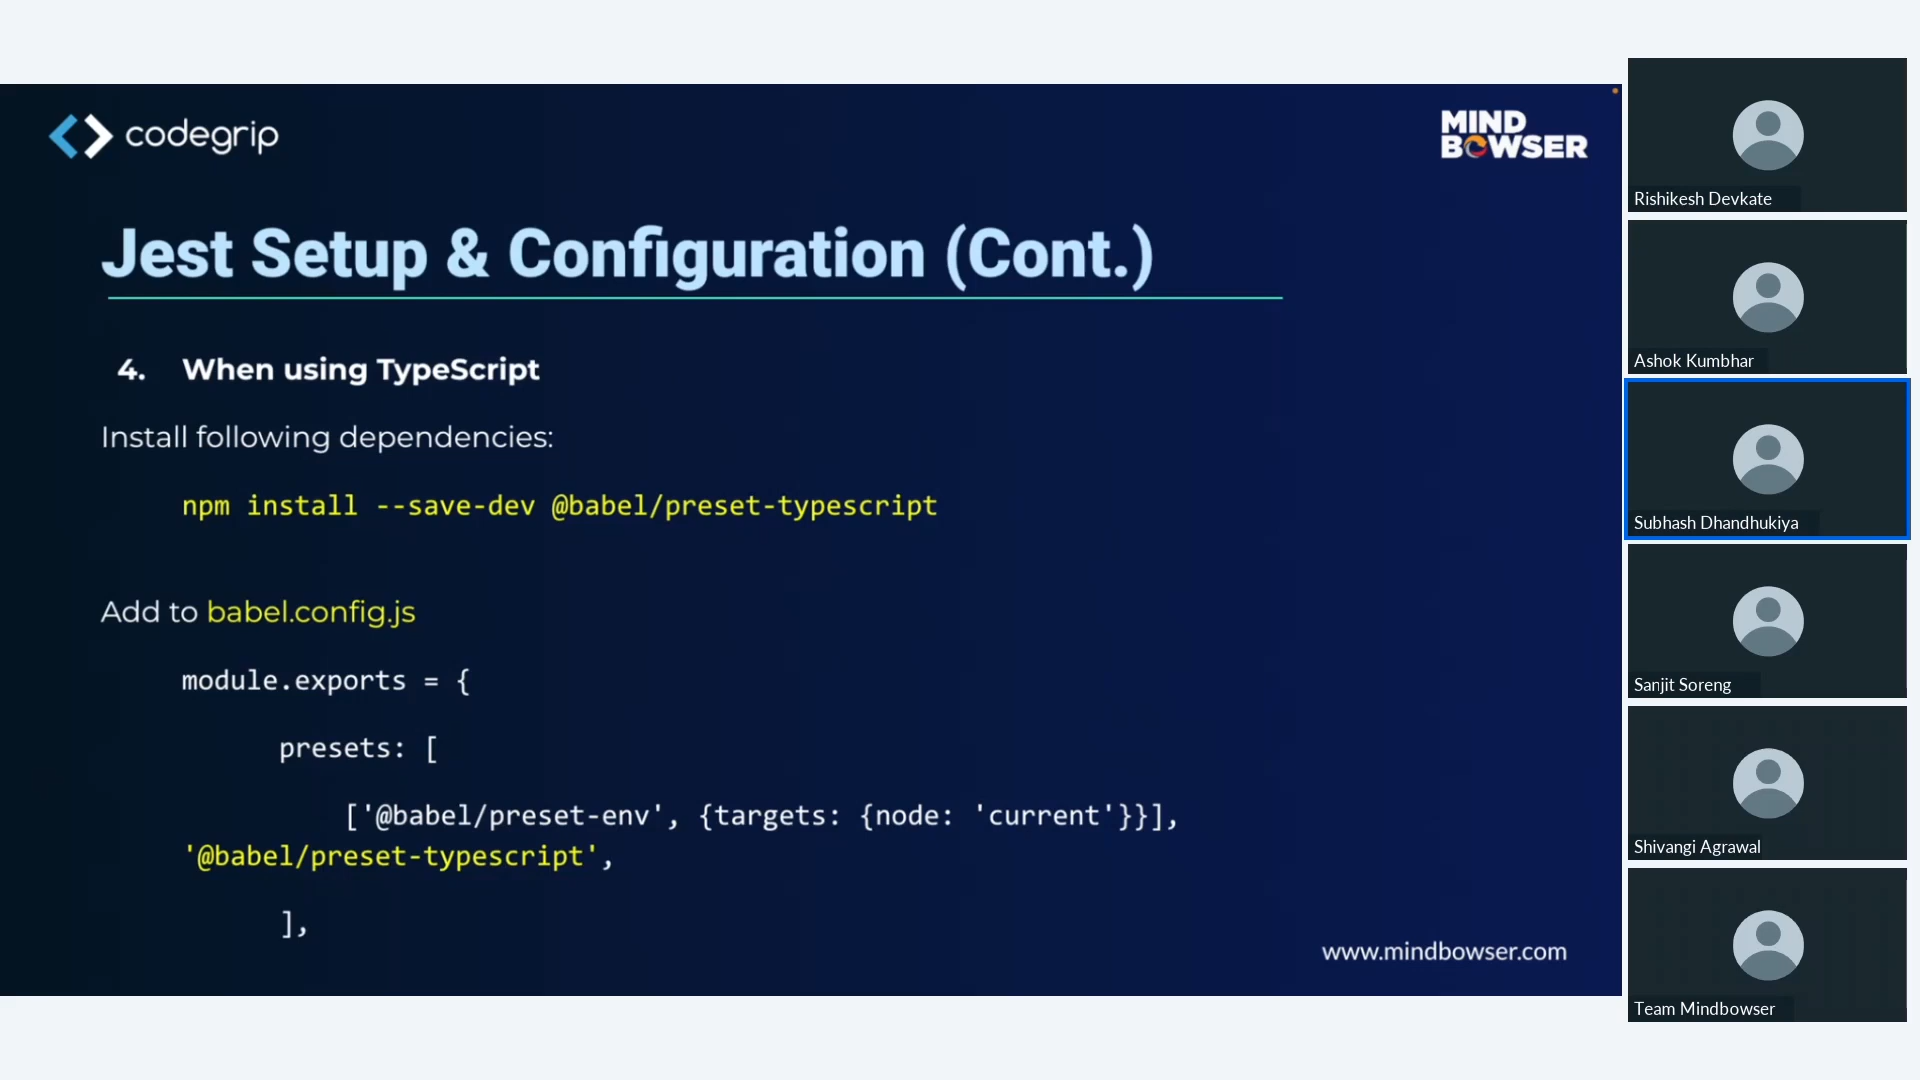 codegrip
MIND
BOWSER
Jest Setup & Configuration (Cont.)
4. When using TypeScript
Install following dependencies:
npm install --save-dev @babel/preset-typescript
Add to babel.config.js
module.exports = {
presets: [
['@babel/preset-env', {targets: {node: 'current'}}],
'@babel/preset-typescript',
],
www.mindbowser.com
Rishikesh Devkate
Ashok Kumbhar
Subhash Dhandhukiya
Sanjit Soreng
Shivangi Agrawal
Team Mindbowser